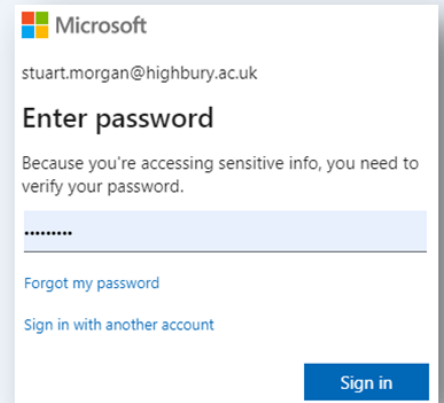 Microsoft
stuart.morgan@highbury.ac.uk
Enter password
Because you're accessing sensitive info, you need to
verify your password.
•••••••••
Forgot my password
Sign in with another account
Sign in